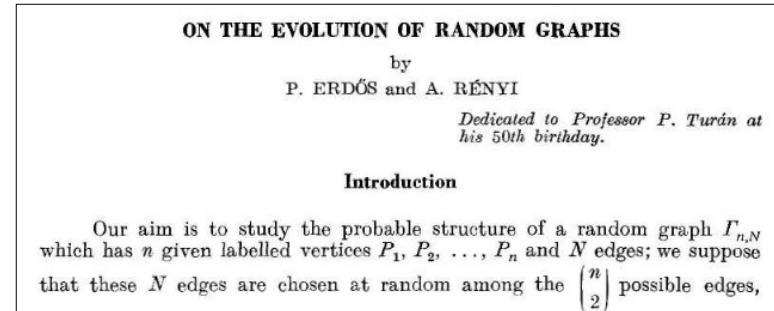 ON THE EVOLUTION OF RANDOM GRAPHS
by
P. ERDŐS and A. RÉNYI
Dedicated to Professor P. Turán at
his 50th birthday.
Introduction
Our aim is to study the probable structure of a random graph Γn,N
which has n given labelled vertices P1, P2, ..., Pn and N edges; we suppose
that these N edges are chosen at random among the (n 2) possible edges,